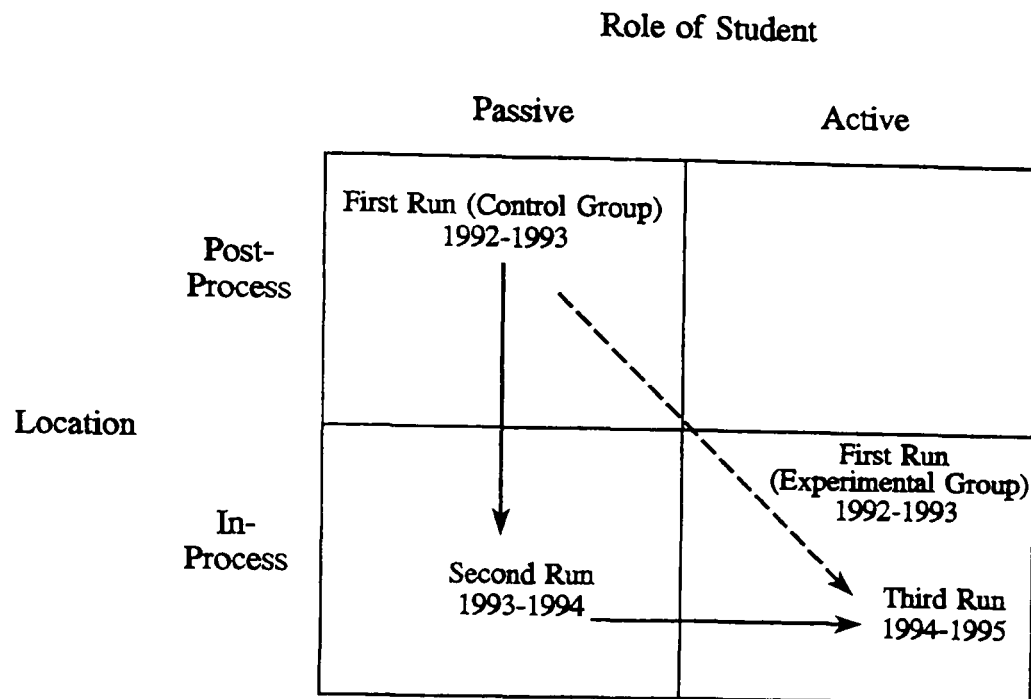 Role of Student
Passive
Active
First Run (Control Group)
1992-1993
Post-
Process
Location
First Run
(Experimental Group)
1992-1993
In-
Process
Second Run
1993-1994
Third Run
1994-1995